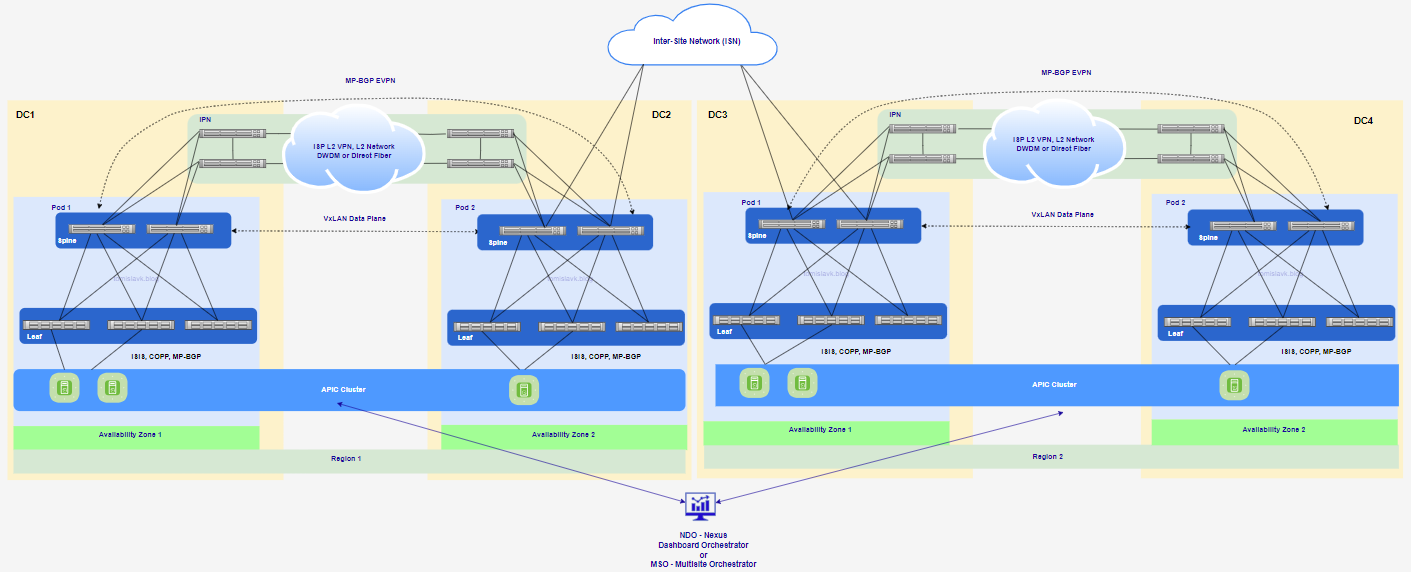 Inter-Site Network (ISN)
MP-BGP EVPN
MP-BGP EVPN
DC1
IPN
ISP L2 VPN, L2 Network
DWDM or Direct Fiber
DC2
DC3
IPN
ISP L2 VPN, L2 Network
DWDM or Direct Fiber
DC4
Pod 1
Spine
VxLAN Data Plane
Pod 2
Spine
Pod 1
Spine
VxLAN Data Plane
Pod 2
Spine
tomislavk.blog
tomislavk.blog
tomislavk.blog
tomislavk.blog
Leaf
Leaf
Leaf
Leaf
ISIS, COPP, MP-BGP
ISIS, COPP, MP-BGP
ISIS, COPP, MP-BGP
ISIS, COPP, MP-BGP
APIC Cluster
APIC Cluster
Availability Zone 1
Availability Zone 2
Availability Zone 1
Availability Zone 2
Region 1
Region 2
NDO - Nexus
Dashboard Orchestrator
or
MSO - Multisite Orchestrator